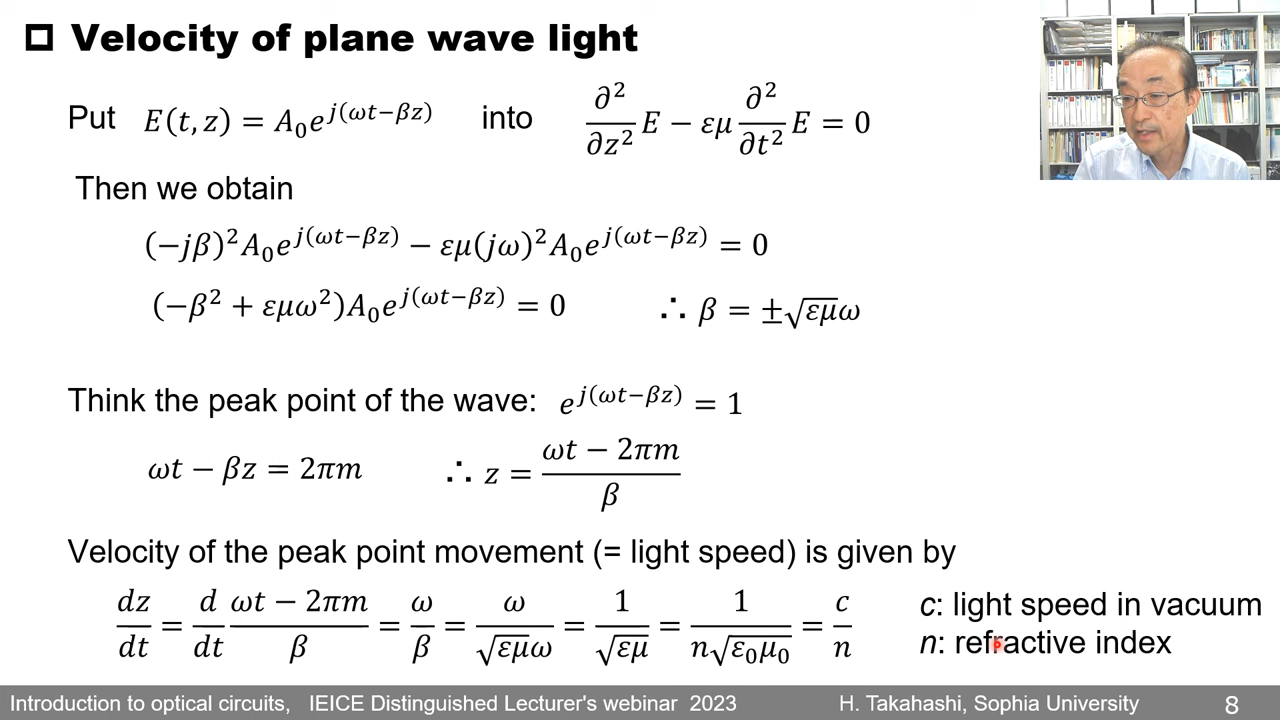 Velocity of plane wave light
Put E(t, z) = A₀e^{j(ωt−βz)} into ∂²/∂z² E − εμ ∂²/∂t² E = 0
Then we obtain
(−jβ)²A₀e^{j(ωt−βz)} − εμ(jω)²A₀e^{j(ωt−βz)} = 0
(−β² + εμω²)A₀e^{j(ωt−βz)} = 0 ∴ β = ±√(εμ)ω
Think the peak point of the wave: e^{j(ωt−βz)} = 1
ωt − βz = 2πm ∴ z = (ωt − 2πm)/β
Velocity of the peak point movement (= light speed) is given by
dz/dt = d/dt (ωt − 2πm)/β = ω/β = ω/(√(εμ)ω) = 1/√(εμ) = 1/(n√(ε₀μ₀)) = c/n
c: light speed in vacuum
n: refractive index
Introduction to optical circuits, IEICE Distinguished Lecturer's webinar 2023 H. Takahashi, Sophia University 8